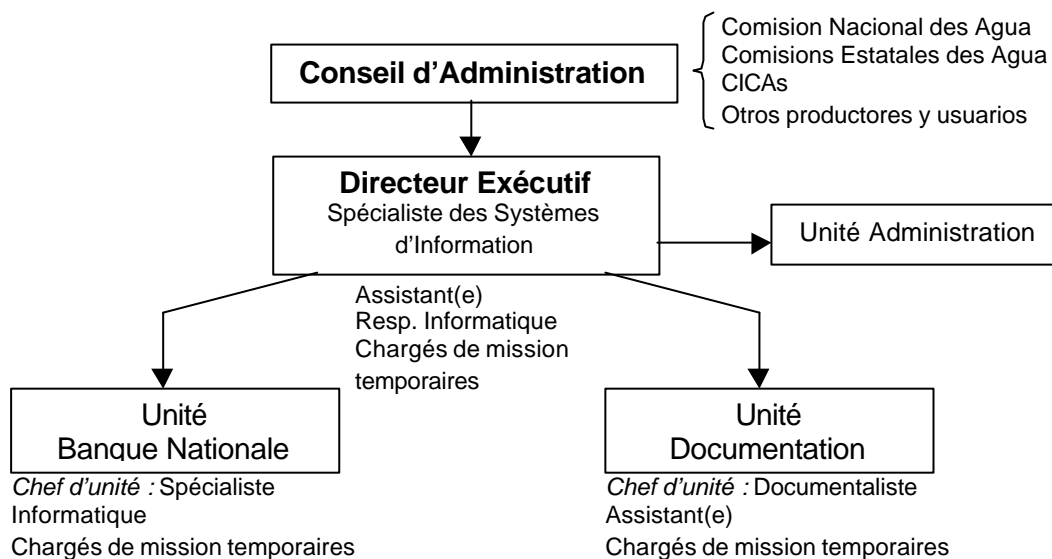 Conseil d’Administration
Comision Nacional des Agua
Comisions Estatales des Agua
CICAs
Otros productores y usuarios
Directeur Exécutif
Spécialiste des Systèmes
d’Information
Unité Administration
Assistant(e)
Resp. Informatique
Chargés de mission
temporaires
Unité
Banque Nationale
Chef d’unité : Spécialiste
Informatique
Chargés de mission temporaires
Unité
Documentation
Chef d’unité : Documentaliste
Assistant(e)
Chargés de mission temporaires